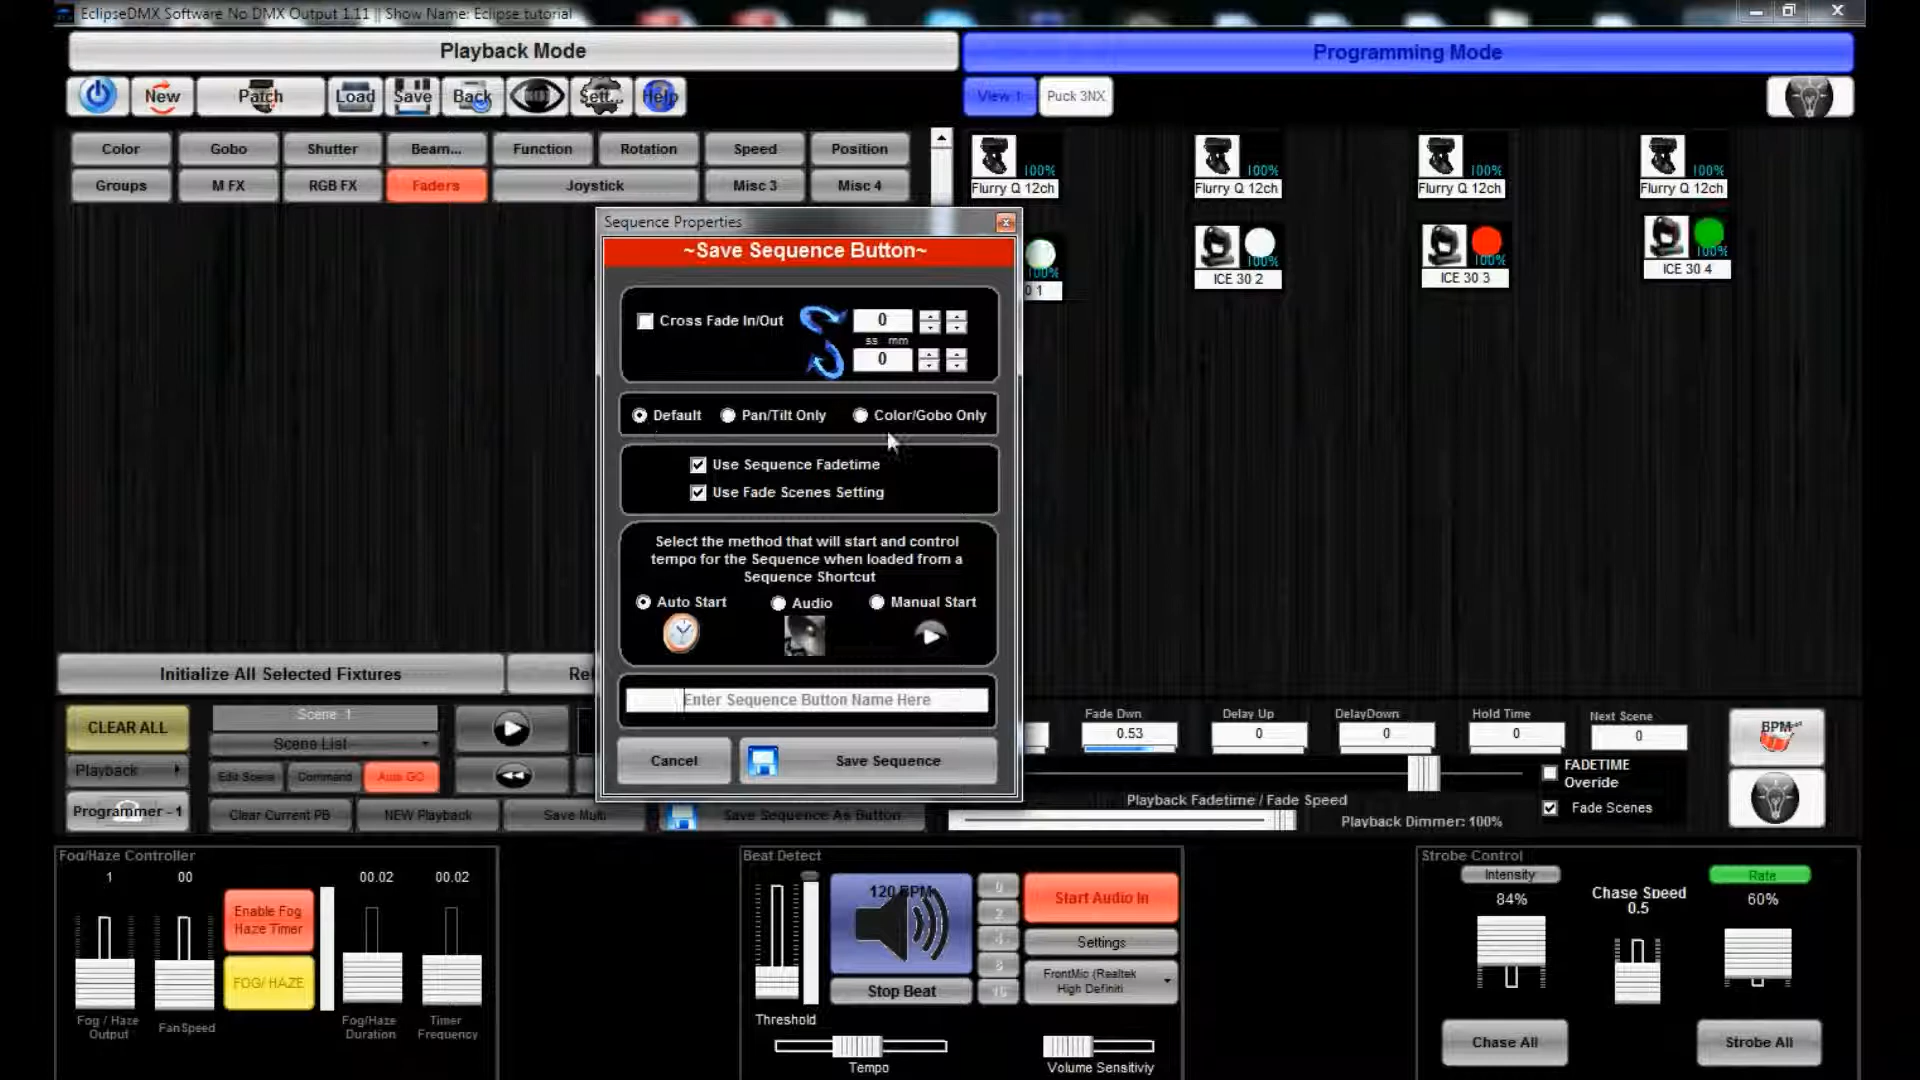 EclipseDMX Software No DMX Output 1.11 || Show Name: Eclipse tutorial
Playback Mode
Programming Mode
New
Patch
Load
Save
Back
Sett...
Help
View 1
Puck 3NX
Color
Gobo
Shutter
Beam...
Function
Rotation
Speed
Position
Groups
M FX
RGB FX
Faders
Joystick
Misc 3
Misc 4
100%
Flurry Q 12ch
100%
Flurry Q 12ch
100%
Flurry Q 12ch
100%
Flurry Q 12ch
100%
1
100%
ICE 30 2
100%
ICE 30 3
100%
ICE 30 4
Sequence Properties
~Save Sequence Button~
Cross Fade In/Out
0
ss mm
0
Default
Pan/Tilt Only
Color/Gobo Only
Use Sequence Fadetime
Use Fade Scenes Setting
Select the method that will start and control
tempo for the Sequence when loaded from a
Sequence Shortcut
Auto Start
Audio
Manual Start
Enter Sequence Button Name Here
Cancel
Save Sequence
Initialize All Selected Fixtures
CLEAR ALL
Scene 1
Scene List
Playback
Edit Scene
Command
Auto GO
Programmer - 1
Clear Current PB
NEW Playback
Save Multi
Save Sequence As Button
Fade Dwn
0.53
Delay Up
0
DelayDown
0
Hold Time
0
Next Scene
0
BPM
FADETIME
Overide
Fade Scenes
Playback Fadetime / Fade Speed
Playback Dimmer: 100%
Fog/Haze Controller
1
00
Enable Fog
Haze Timer
FOG/ HAZE
00.02
00.02
Fog / Haze
Output
FanSpeed
Fog/Haze
Duration
Timer
Frequency
Beat Detect
120 BPM
Stop Beat
Threshold
Tempo
2
8
Start Audio In
Settings
FrontMic (Realtek
High Definiti
Volume Sensitiviy
Strobe Control
Intensity
84%
Chase Speed
0.5
Rate
60%
Chase All
Strobe All